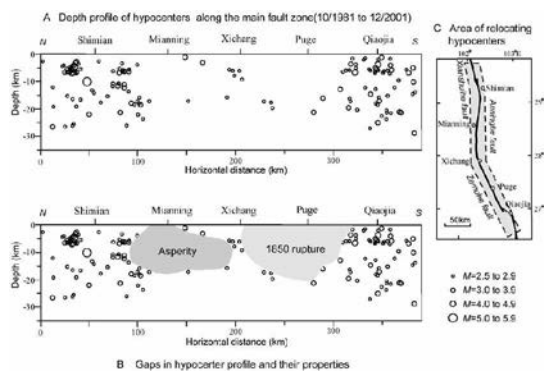 A Depth profile of hypocenters along the main fault zone(10/1981 to 12/2001)
N Shimian Mianning Xichang Puge Qiaojia S
0
-10
-20
-30
Depth(km)
0 100 200 300
Horizontal distance (km)
N Shimian Mianning Xichang Puge Qiaojia S
0
-10
-20
-30
Depth(km)
Asperity
1850 rupture
0 100 200 300
Horizontal distance (km)
B Gaps in hypocerter profile and their properties
C Area of relocating
hypocenters
Shimian
Mianning
Xichang
Puge
Qiaojia
Zemuhe fault
50km
M=2.5 to 2.9
M=3.0 to 3.9
M=4.0 to 4.9
M=5.0 to 5.9